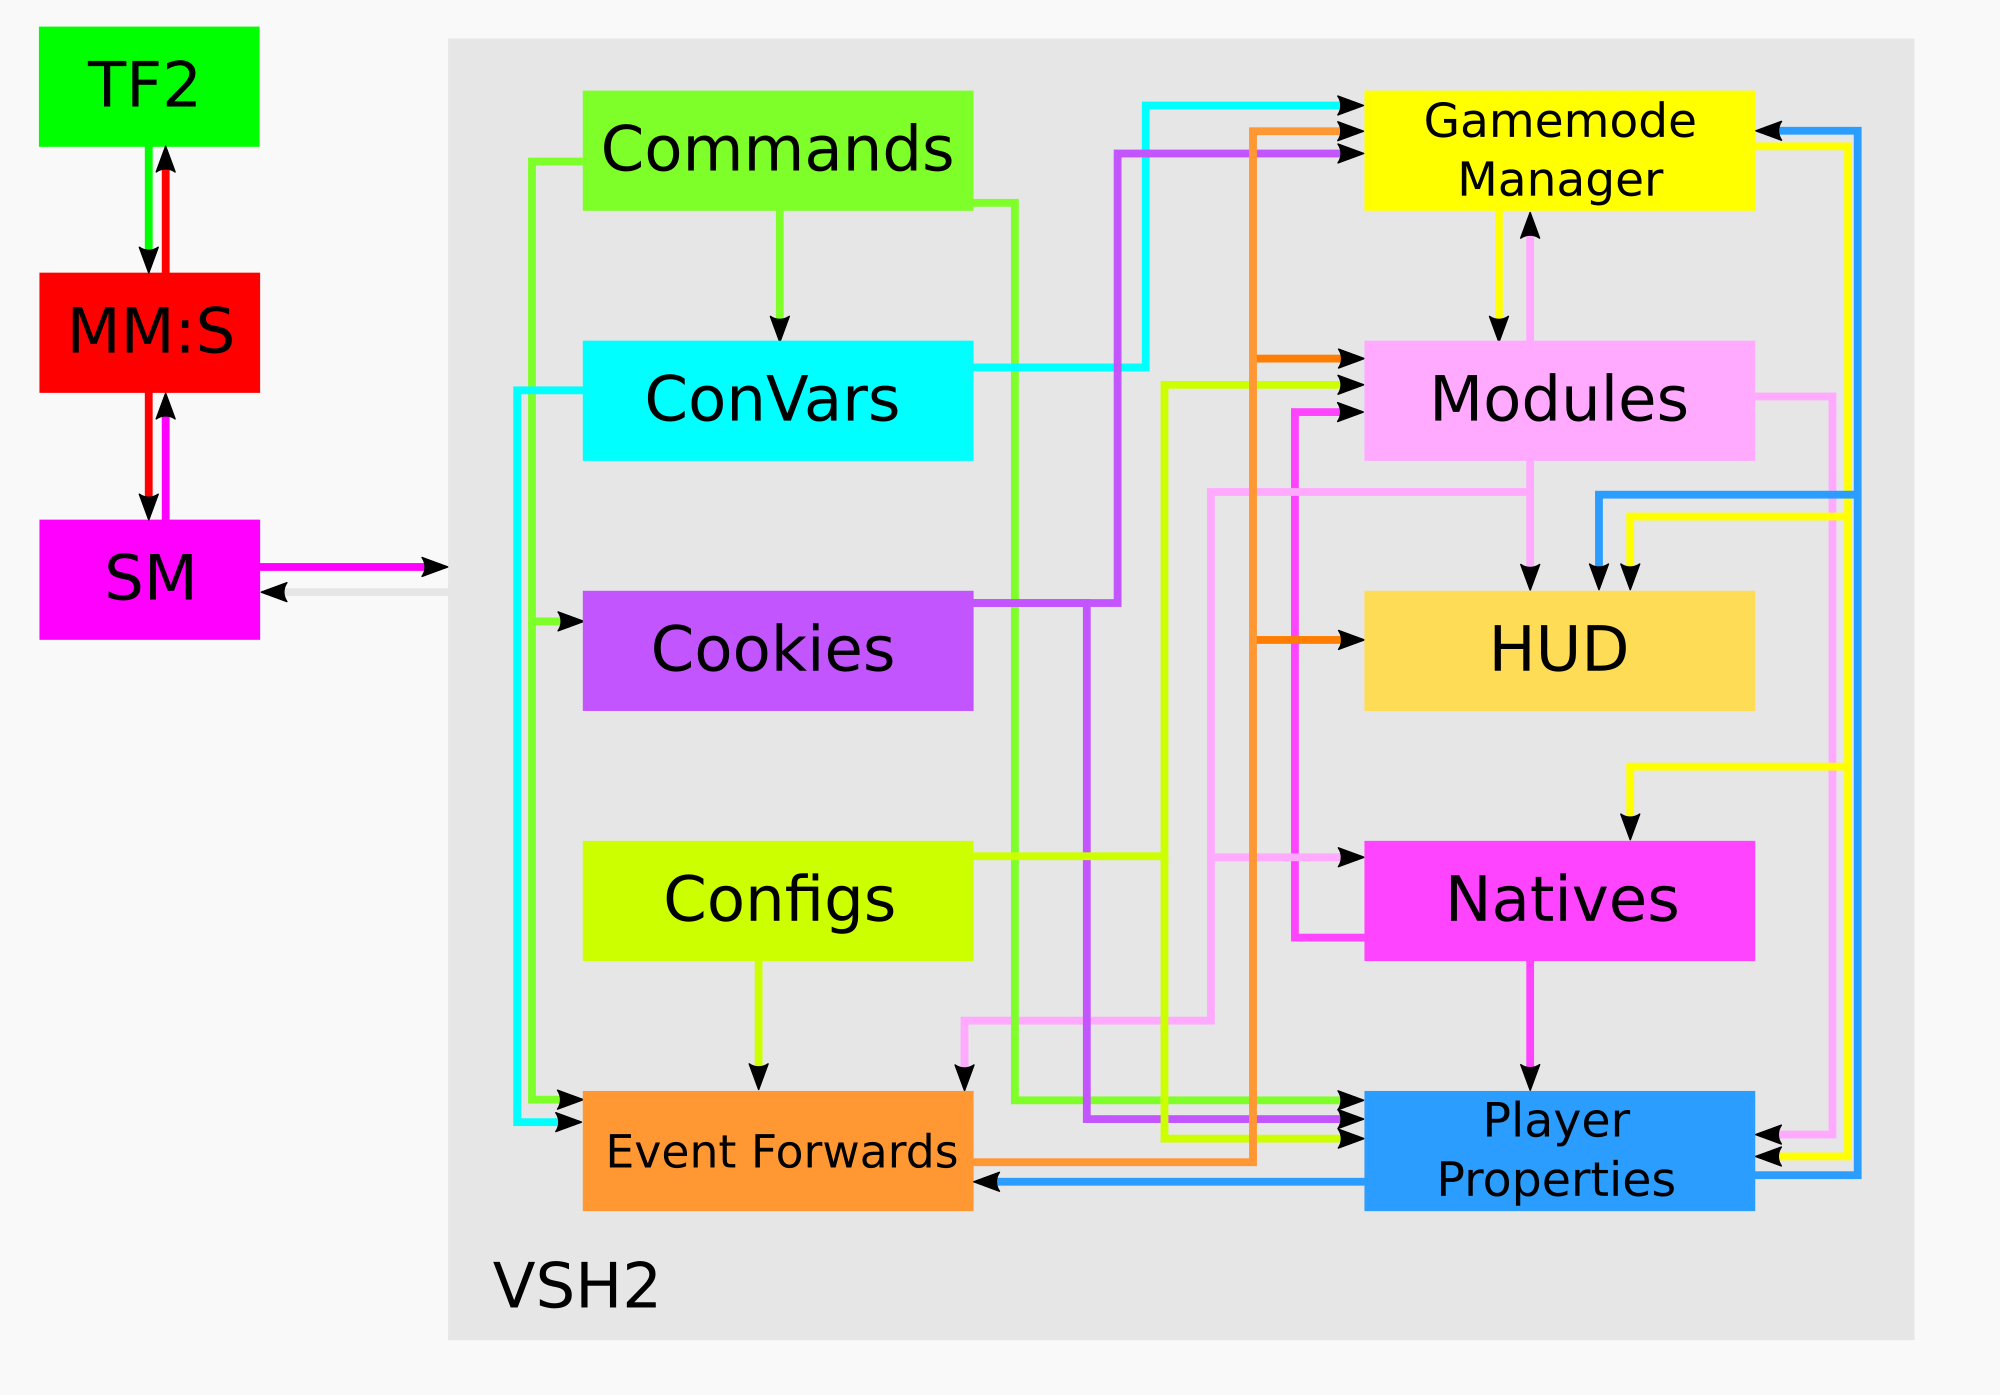 TF2
MM:S
SM
Commands
ConVars
Cookies
Configs
Event Forwards
Gamemode
Manager
Modules
HUD
Natives
Player
Properties
VSH2